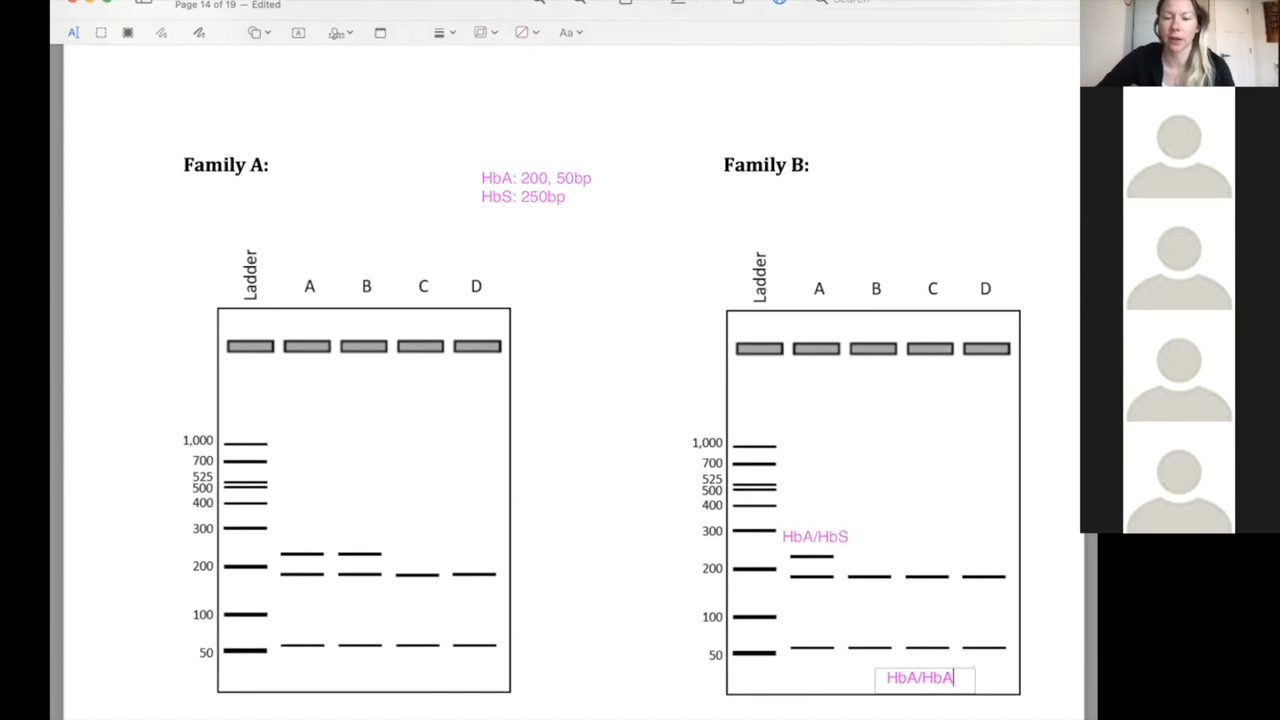 Page 14 of 19 — Edited
Search
Aa
Family A:
HbA: 200, 50bp
HbS: 250bp
Family B:
Ladder
A B C D
1,000
700
525
500
400
300
200
100
50
Ladder
A B C D
1,000
700
525
500
400
300
HbA/HbS
200
100
50
HbA/HbA